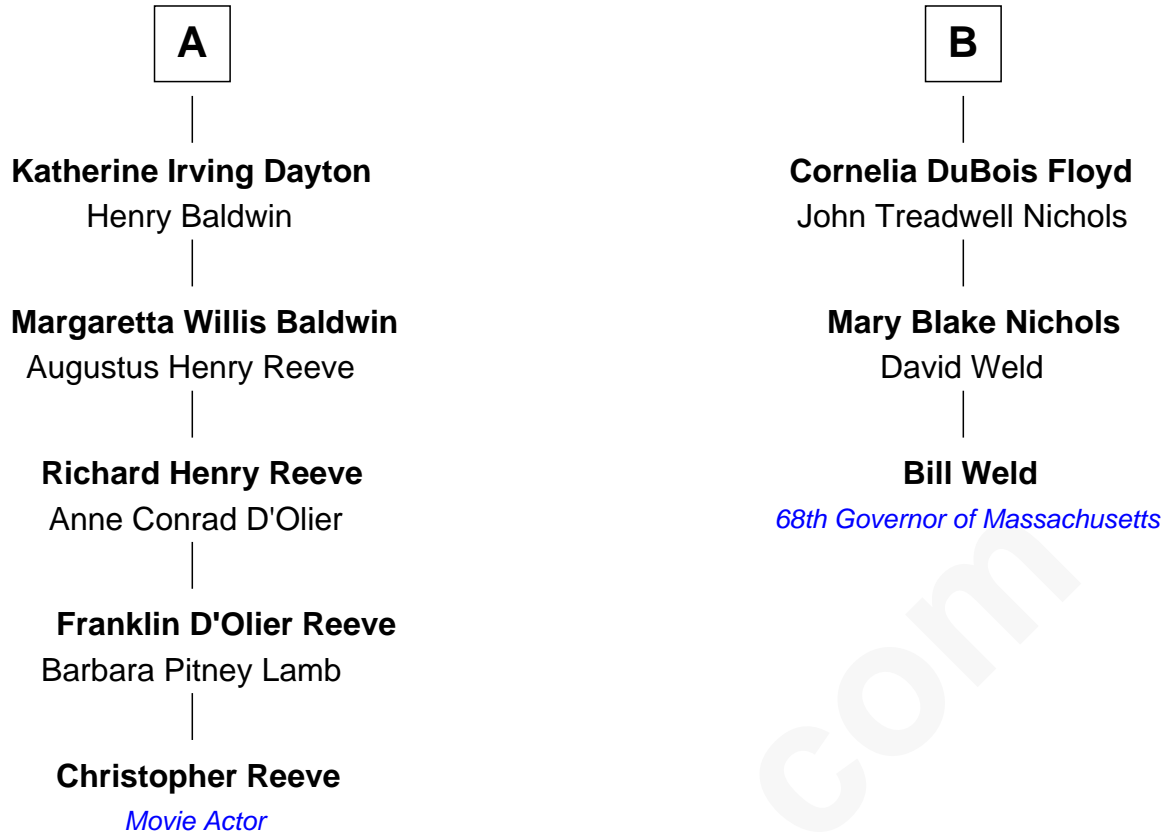 A
Katherine Irving Dayton
Henry Baldwin
Margaretta Willis Baldwin
Augustus Henry Reeve
Richard Henry Reeve
Anne Conrad D'Olier
Franklin D'Olier Reeve
Barbara Pitney Lamb
Christopher Reeve
Movie Actor
B
Cornelia DuBois Floyd
John Treadwell Nichols
Mary Blake Nichols
David Weld
Bill Weld
68th Governor of Massachusetts
com